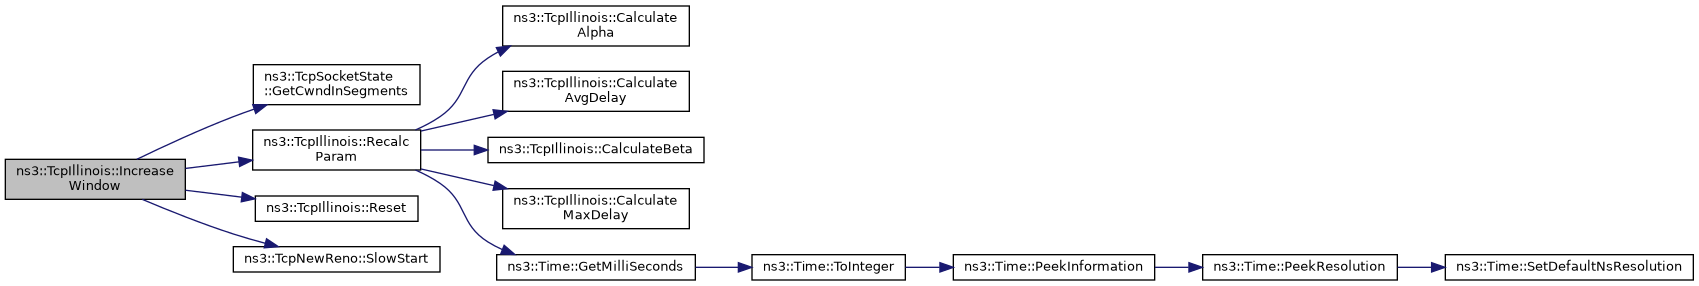 ns3::TcpIllinois::Increase
Window
ns3::TcpSocketState
::GetCwndInSegments
ns3::TcpIllinois::Recalc
Param
ns3::TcpIllinois::Reset
ns3::TcpNewReno::SlowStart
ns3::TcpIllinois::Calculate
Alpha
ns3::TcpIllinois::Calculate
AvgDelay
ns3::TcpIllinois::CalculateBeta
ns3::TcpIllinois::Calculate
MaxDelay
ns3::Time::GetMilliSeconds
ns3::Time::ToInteger
ns3::Time::PeekInformation
ns3::Time::PeekResolution
ns3::Time::SetDefaultNsResolution